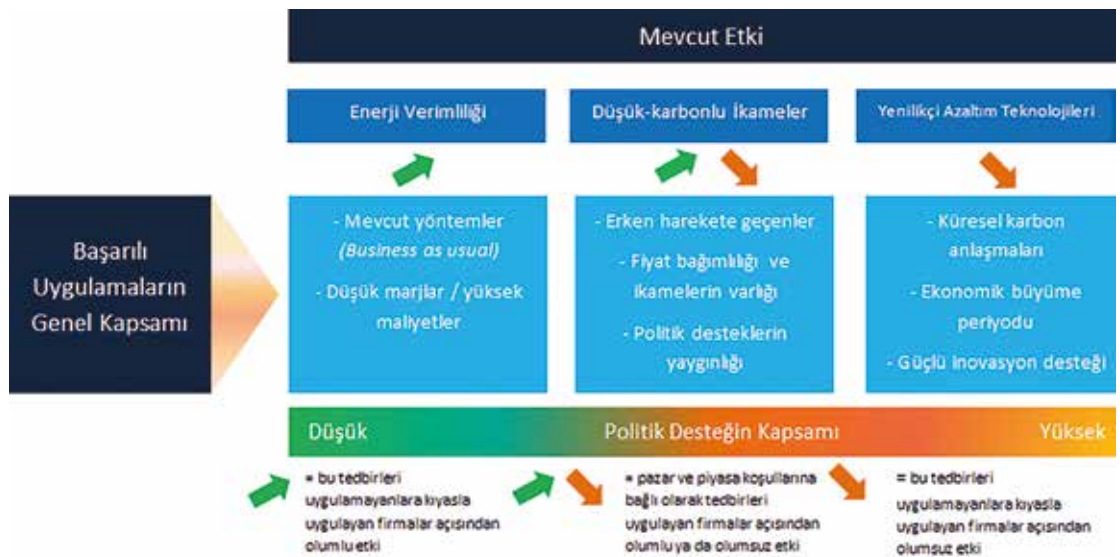 Mevcut Etki
Enerji Verimliliği
Düşük-karbonlu İkameler
Yenilikçi Azaltım Teknolojileri
Başarılı
Uygulamaların
Genel Kapsamı
- Mevcut yöntemler
(Business as usual)
- Düşük marjlar / yüksek
maliyetler
- Erken harekete geçenler
- Fiyat bağımlılığı ve
ikamelerin varlığı
- Politik desteklerin
yaygınlığı
- Küresel karbon
anlaşmaları
- Ekonomik büyüme
periyodu
- Güçlü inovasyon desteği
Düşük
Politik Desteğin Kapsamı
Yüksek
= bu tedbirleri
uygulamayanlara kıyasla
uygulayan firmalar açısından
olumlu etki
= pazar ve piyasa koşullarına
bağlı olarak tedbirleri
uygulayan firmalar açısından
olumlu ya da olumsuz etki
= bu tedbirleri
uygulamayanlara kıyasla
uygulayan firmalar açısından
olumsuz etki